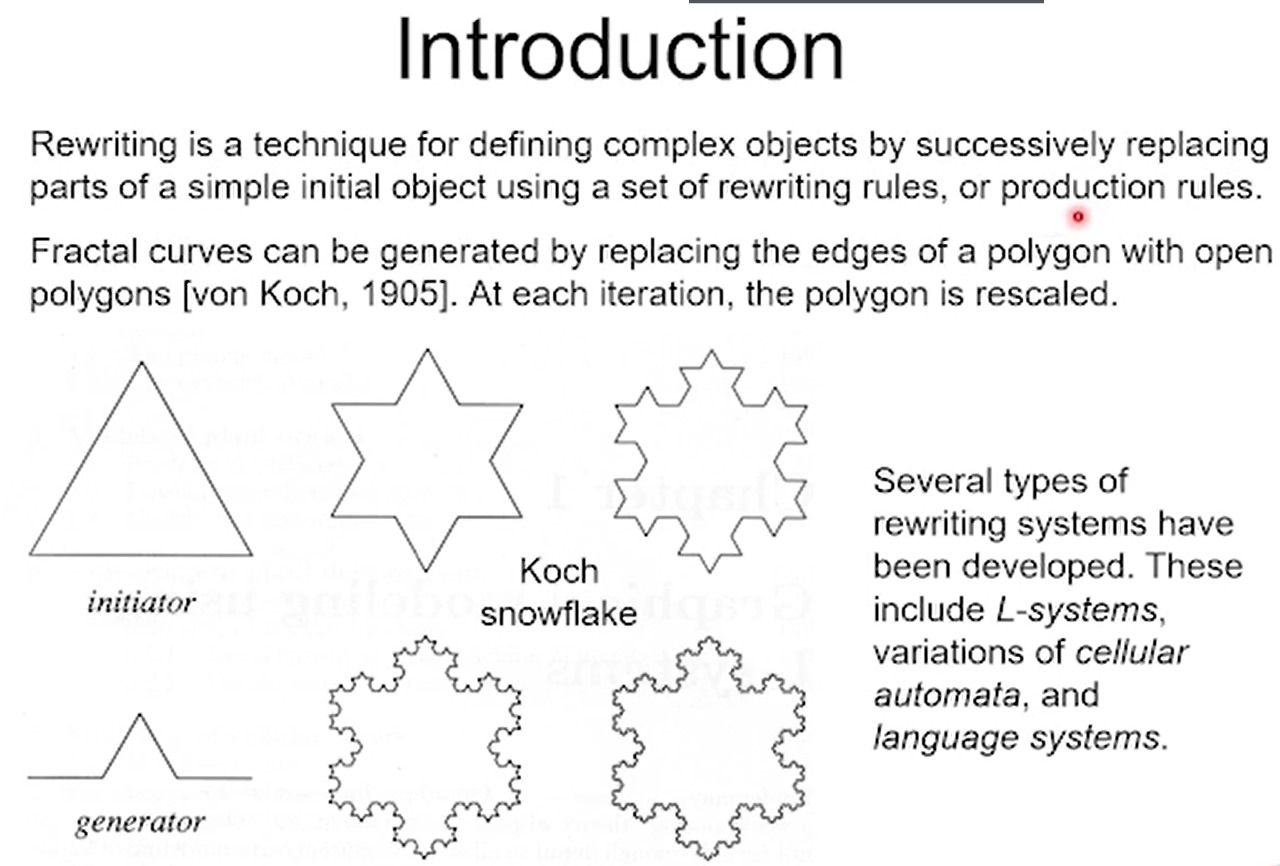 Introduction
Rewriting is a technique for defining complex objects by successively replacing
parts of a simple initial object using a set of rewriting rules, or production rules.
Fractal curves can be generated by replacing the edges of a polygon with open
polygons [von Koch, 1905]. At each iteration, the polygon is rescaled.
initiator
Koch
snowflake
generator
Several types of
rewriting systems have
been developed. These
include L-systems,
variations of cellular
automata, and
language systems.